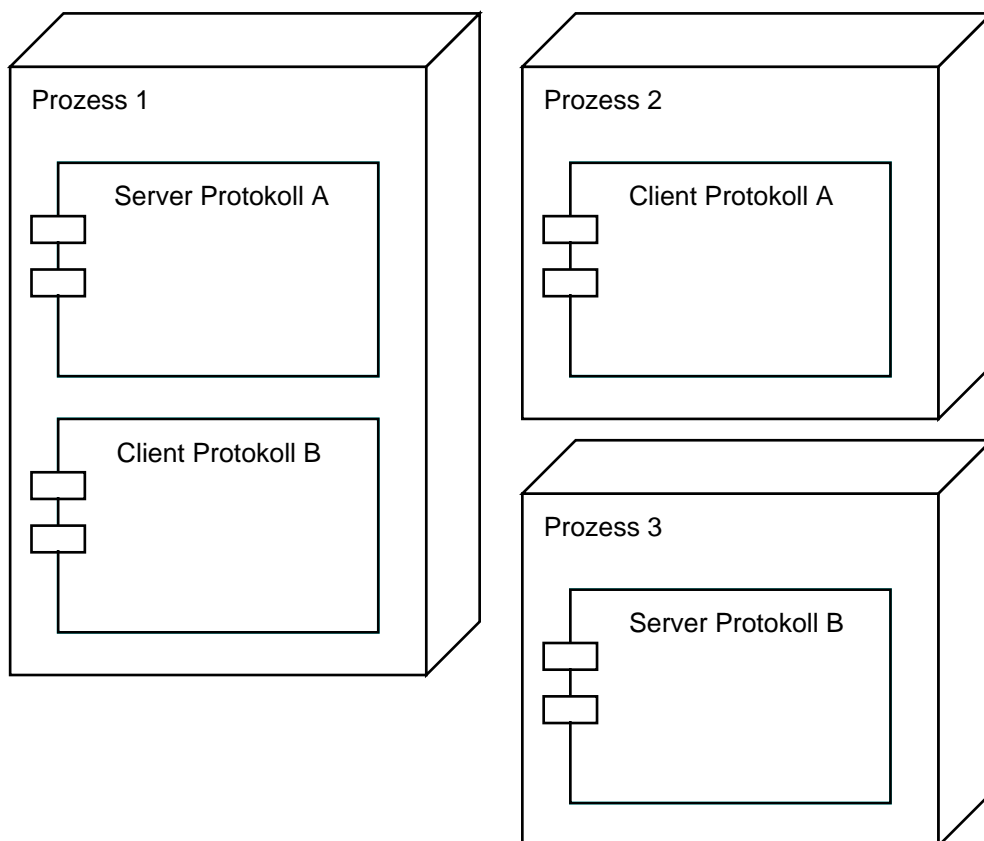 Prozess 1
Server Protokoll A
Client Protokoll B
Prozess 2
Client Protokoll A
Prozess 3
Server Protokoll B